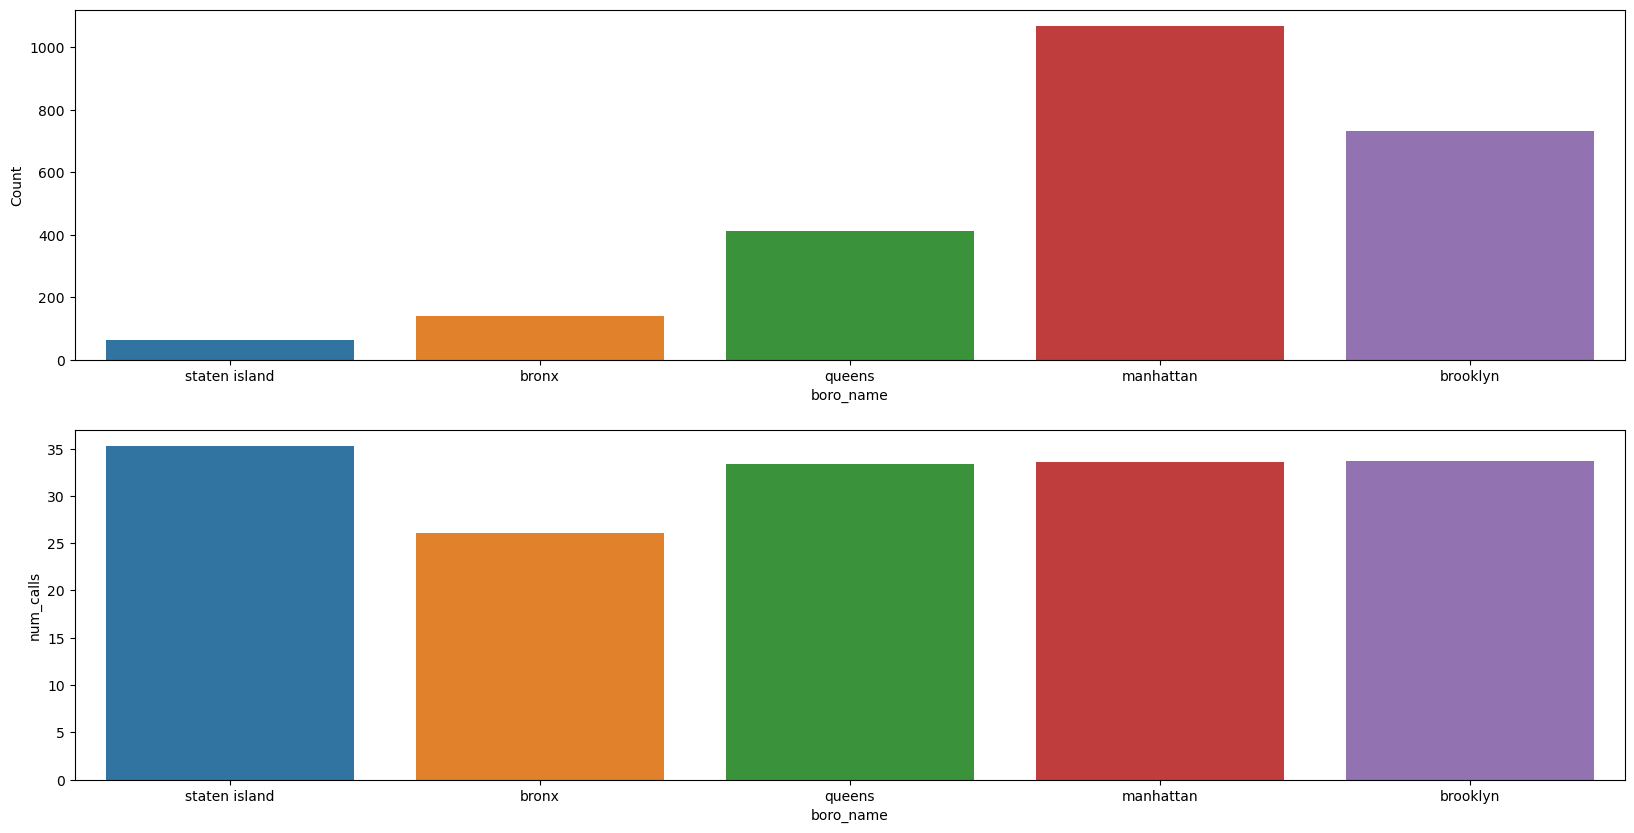 1000
800
600
400
200
0
Count
staten island bronx queens manhattan brooklyn
boro_name
35
30
25
20
15
10
5
0
num_calls
staten island bronx queens manhattan brooklyn
boro_name